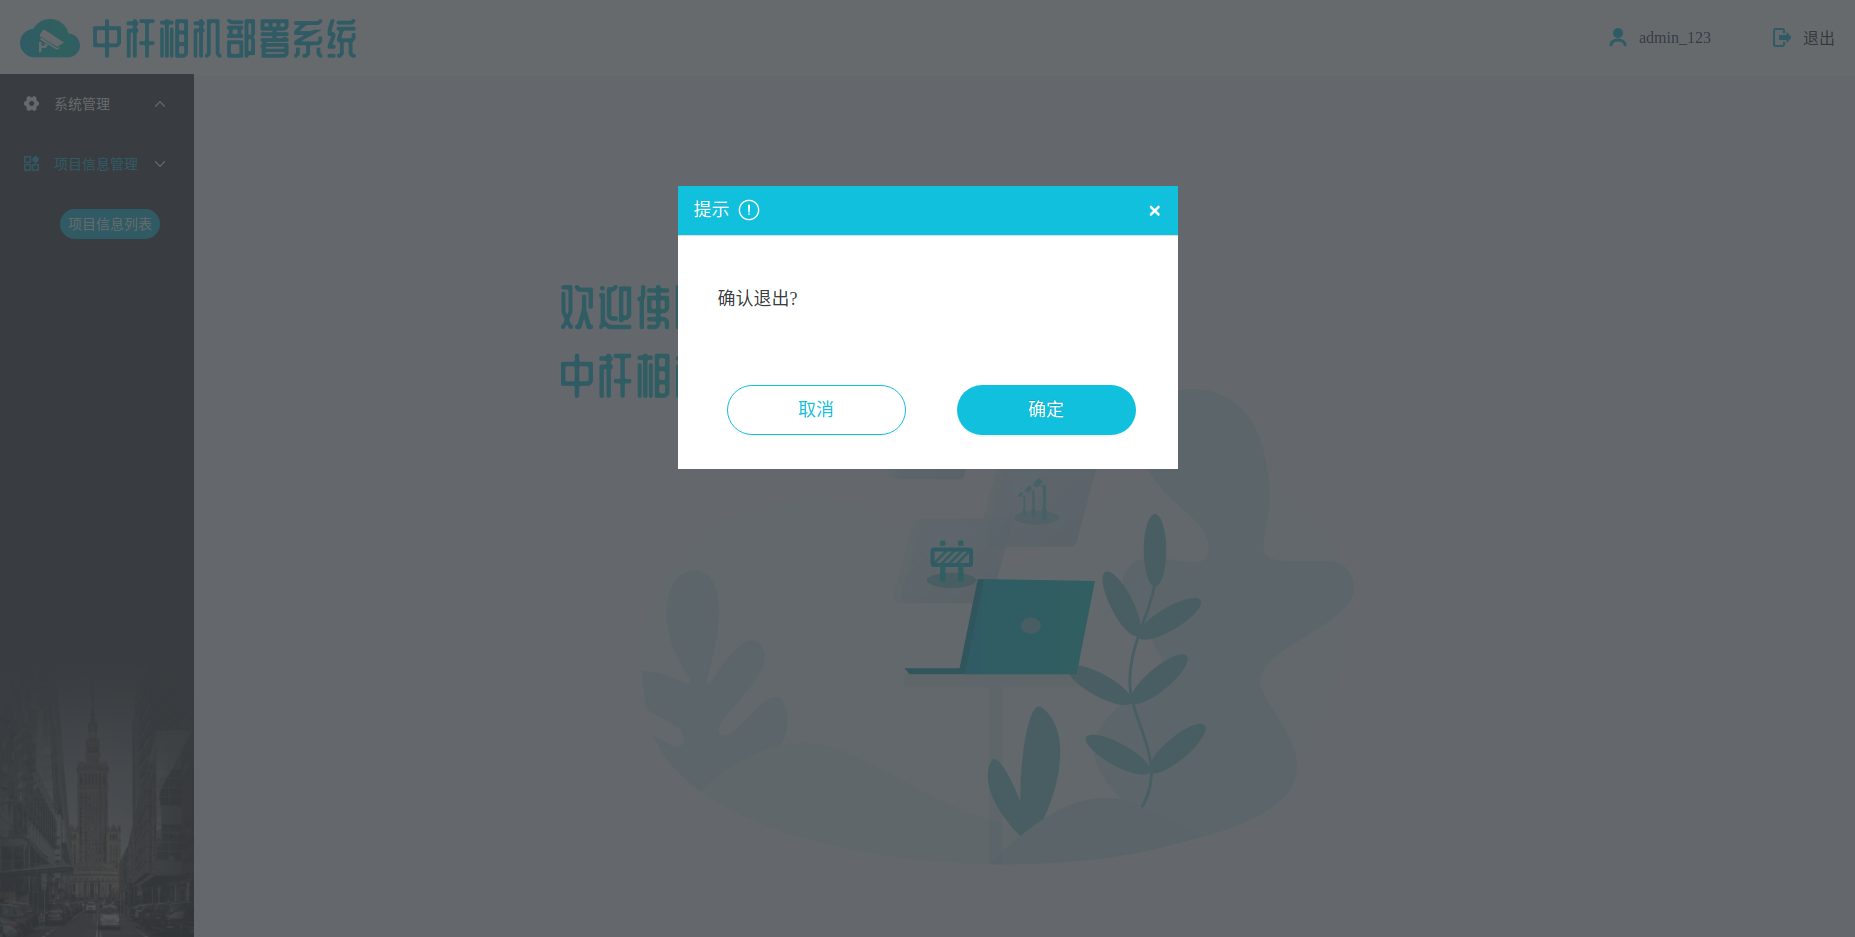 中杆相机部署系统
admin_123
退出
系统管理
项目信息管理
项目信息列表
提示
确认退出?
取消
确定
欢迎使
中杆相